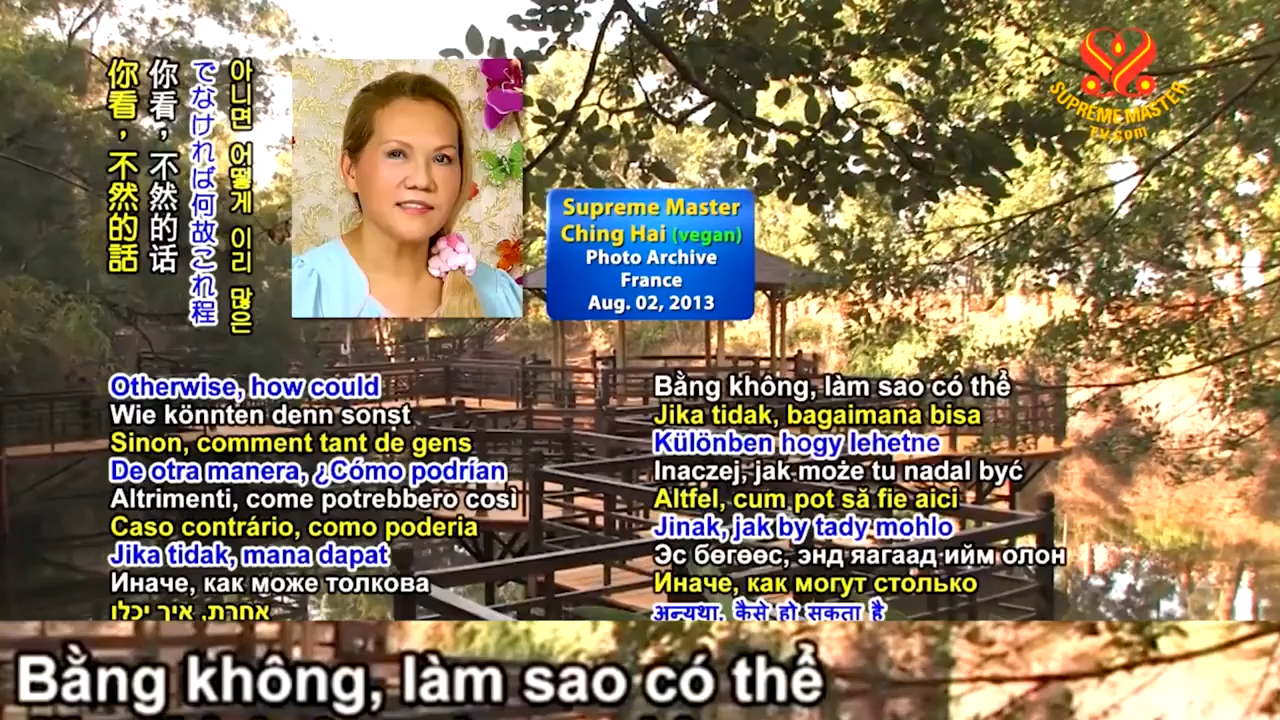 你看，不然的話
你看，不然的话
でなければ何故これ程
아니면 어떻게 이리 많은
SUPREME MASTER
TV.com
Supreme Master
Ching Hai (vegan)
Photo Archive
France
Aug. 02, 2013
Otherwise, how could
Wie könnten denn sonst
Sinon, comment tant de gens
De otra manera, ¿Cómo podrían
Altrimenti, come potrebbero così
Caso contrário, como poderia
Jika tidak, mana dapat
Иначе, как може толкова
אחרת, איך יכלו
Bằng không, làm sao có thể
Jika tidak, bagaimana bisa
Különben hogy lehetne
Inaczej, jak może tu nadal być
Altfel, cum pot să fie aici
Jinak, jak by tady mohlo
Эс бөгөөс, энд яагаад ийм олон
Иначе, как могут столько
अन्यथा, कैसे हो सकता है
Bằng không, làm sao có thể